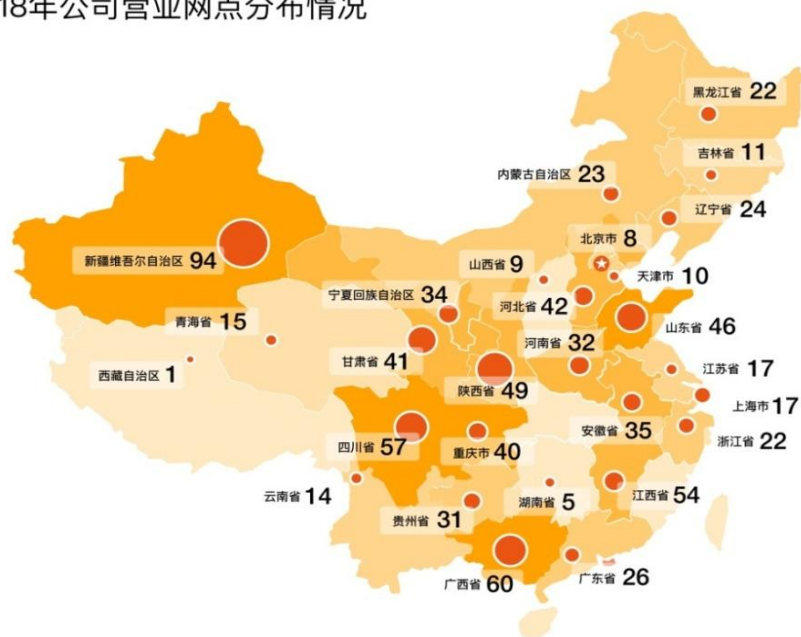 18年公司营业网点分布情况
黑龙江省 22
吉林省 11
内蒙古自治区 23
辽宁省 24
北京市 8
新疆维吾尔自治区 94
山西省 9
天津市 10
宁夏回族自治区 34
河北省 42
青海省 15
山东省 46
河南省 32
甘肃省 41
江苏省 17
西藏自治区 1
陕西省 49
上海市 17
安徽省 35
浙江省 22
四川省 57
重庆市 40
云南省 14
湖南省 5
江西省 54
贵州省 31
广西省 60
广东省 26